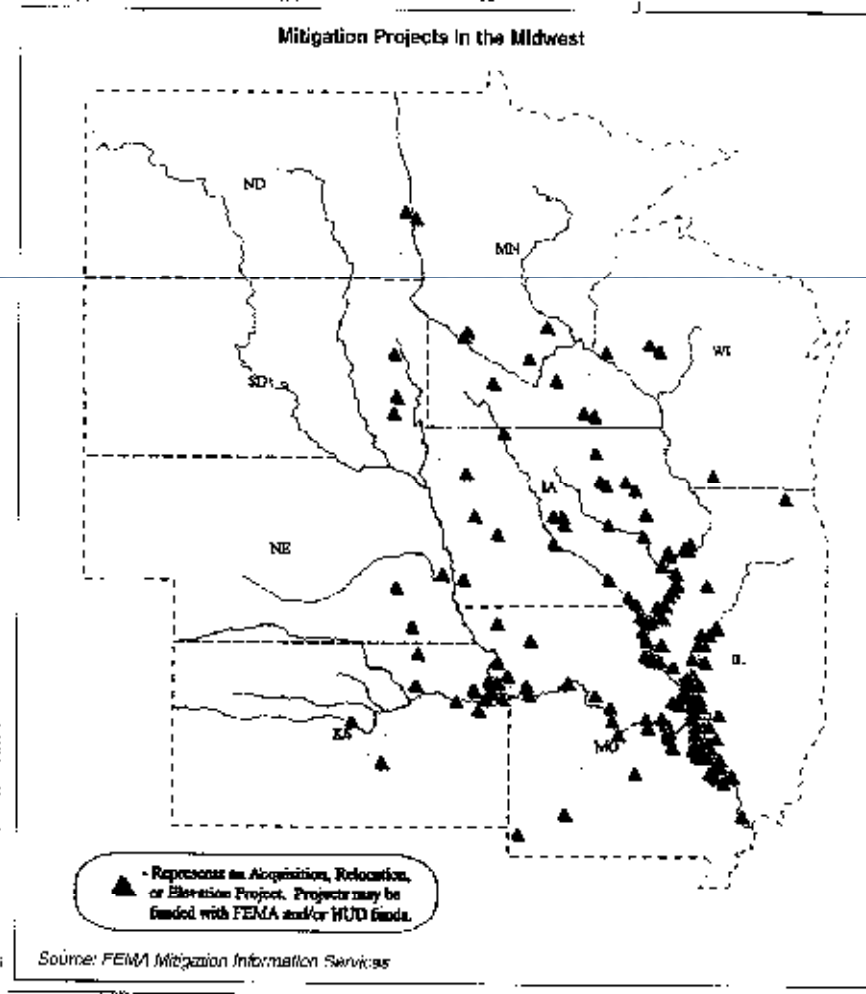 Mitigation Projects in the Midwest
ND
MN
WI
SD
IA
NE
IL
KS
MO
- Represents an Acquisition, Relocation,
or Elevation Project. Projects may be
funded with FEMA and/or HUD funds.
Source: FEMA Mitigation Information Services